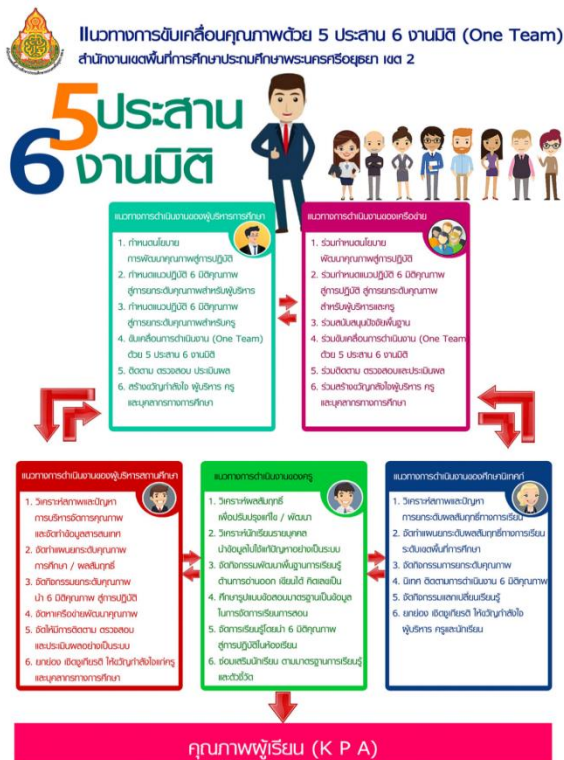 แนวทางการขับเคลื่อนคุณภาพด้วย 5 ประสาน 6 งานมิติ (One Team)
สำนักงานเขตพื้นที่การศึกษาประถมศึกษาพระนครศรีอยุธยา เขต 2
5 ประสาน
6 งานมิติ
แนวทางการดำเนินงานของผู้บริหารการศึกษา
1. กำหนดนโยบาย
การพัฒนาคุณภาพสู่การปฏิบัติ
2. กำหนดแนวปฏิบัติ 6 มิติคุณภาพ
สู่การยกระดับคุณภาพสำหรับผู้บริหาร
3. กำหนดแนวปฏิบัติ 6 มิติคุณภาพ
สู่การยกระดับคุณภาพสำหรับครู
4. ขับเคลื่อนการดำเนินงาน (One Team)
ด้วย 5 ประสาน 6 งานมิติ
5. ติดตาม ตรวจสอบ ประเมินผล
6. สร้างขวัญกำลังใจ ผู้บริหาร ครู
และบุคลากรทางการศึกษา
แนวทางการดำเนินงานของเครือข่าย
1. ร่วมกำหนดนโยบาย
พัฒนาคุณภาพสู่การปฏิบัติ
2. ร่วมกำหนดแนวปฏิบัติ 6 มิติคุณภาพ
สู่การปฏิบัติ สู่การยกระดับคุณภาพ
สำหรับผู้บริหารและครู
3. ร่วมสนับสนุนปัจจัยพื้นฐาน
4. ร่วมขับเคลื่อนการดำเนินงาน (One Team
ด้วย 5 ประสาน 6 งานมิติ
5. ร่วมติดตาม ตรวจสอบและประเมินผล
6. ร่วมสร้างขวัญกำลังใจผู้บริหาร ครู
และบุคลากรทางการศึกษา
แนวทางการดำเนินงานของผู้บริหารสถานศึกษา
1. วิเคราะห์สภาพและปัญหา
การบริหารจัดการคุณภาพ
และจัดทำข้อมูลสารสนเทศ
2. จัดทำแผนยกระดับคุณภาพ
การศึกษา / ผลสัมฤทธิ์
3. จัดกิจกรรมยกระดับคุณภาพ
นำ 6 มิติคุณภาพ สู่การปฏิบัติ
4. จัดหาเครือข่ายพัฒนาคุณภาพ
5. จัดให้มีการติดตาม ตรวจสอบ
และประเมินผลอย่างเป็นระบบ
6. ยกย่อง เชิดชูเกียรติ ให้ขวัญกำลังใจแก่ครู
และบุคลากรทางการศึกษา
แนวทางการดำเนินงานของครู
1. วิเคราะห์ผลสัมฤทธิ์
เพื่อปรับปรุงแก้ไข / พัฒนา
2. วิเคราะห์นักเรียนรายบุคคล
นำข้อมูลไปใช้แก้ปัญหาอย่างเป็นระบบ
3. จัดกิจกรรมพัฒนาพื้นฐานการเรียนรู้
ด้านการอ่านออก เขียนได้ คิดเลขเป็น
4. ศึกษารูปแบบข้อสอบมาตรฐานเป็นข้อมูล
ในการจัดการเรียนการสอน
5. จัดการเรียนรู้โดยนำ 6 มิติคุณภาพ
สู่การปฏิบัติในห้องเรียน
6. ซ่อมเสริมนักเรียน ตามมาตรฐานการเรียนรู้
และตัวชี้วัด
แนวทางการดำเนินงานของศึกษานิเทศก์
1. วิเคราะห์สภาพและปัญหา
การยกระดับผลสัมฤทธิ์ทางการเรียน
2. จัดทำแผนยกระดับผลสัมฤทธิ์ทางการเรียน
ระดับเขตพื้นที่การศึกษา
3. จัดกิจกรรมการยกระดับคุณภาพ
4. นิเทศ ติดตามการดำเนินงาน 6 มิติคุณภาพ
5. จัดกิจกรรมแลกเปลี่ยนเรียนรู้
6. ยกย่อง เชิดชูเกียรติ ให้ขวัญกำลังใจ
ผู้บริหาร ครูและนักเรียน
คุณภาพผู้เรียน (K P A)